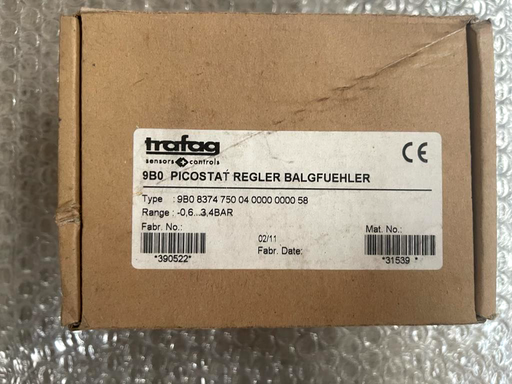 trafag
sensors controls
CE
9B0 PICOSTAT REGLER BALGFUEHLER
Type : 9B0 8374 750 04 0000 0000 58
Range : -0,6...3,4BAR
Fabr. No.:
02/11
Mat. No.:
Fabr. Date:
*390522*
*31539 *